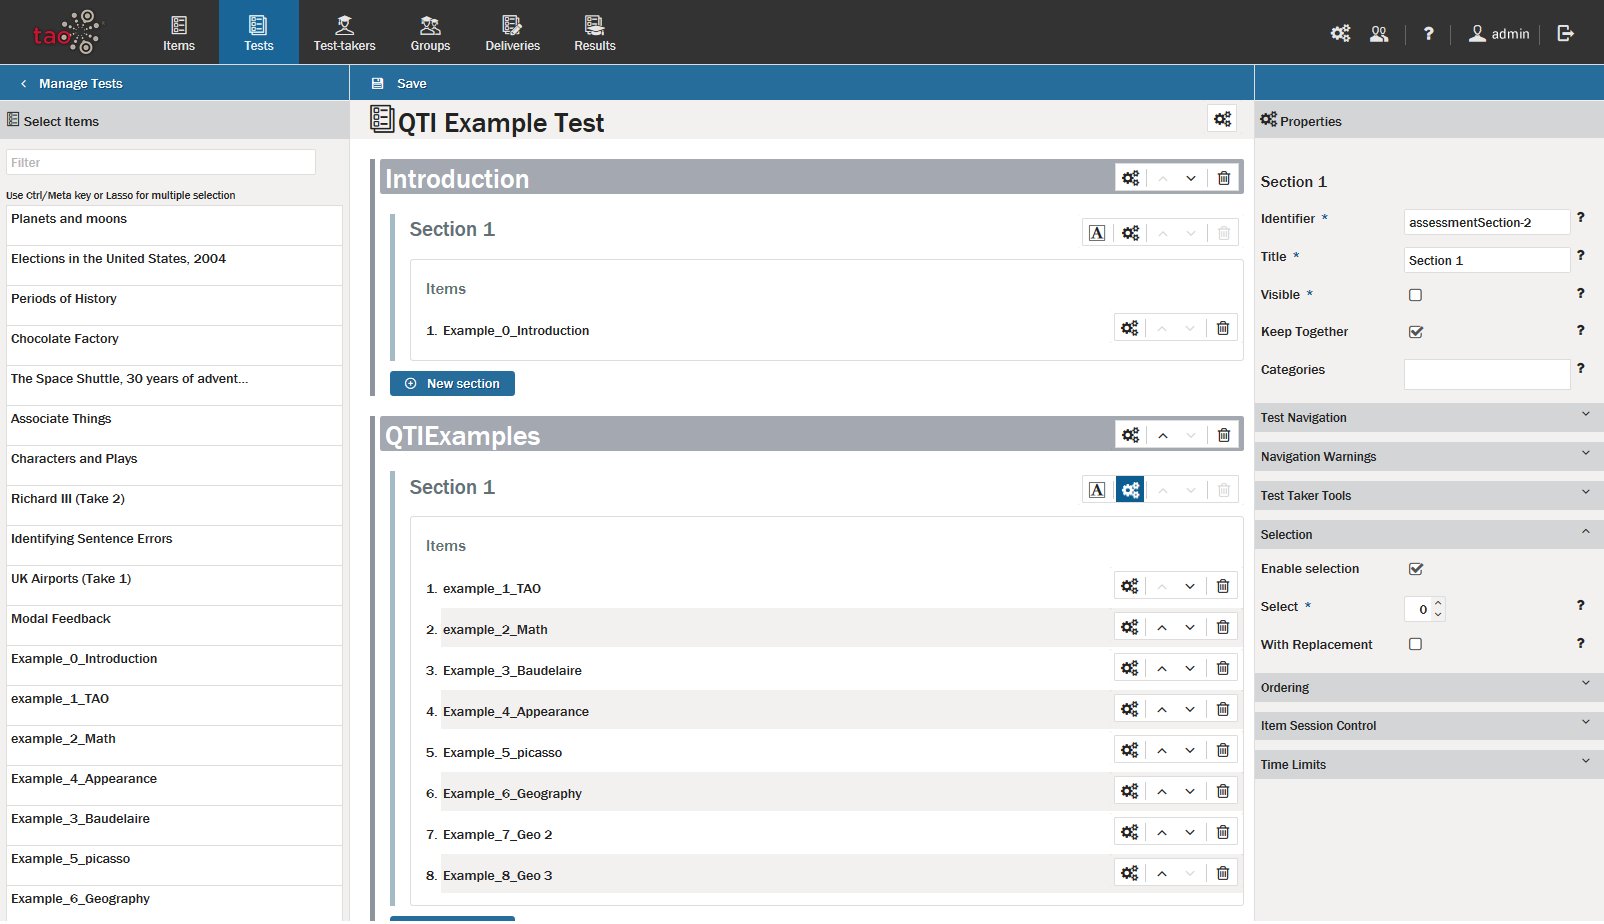 tao
Items
Tests
Test-takers
Groups
Deliveries
Results
?
admin
Manage Tests
Save
Select Items
QTI Example Test
Properties
Filter
Use Ctrl/Meta key or Lasso for multiple selection
Planets and moons
Elections in the United States, 2004
Periods of History
Chocolate Factory
The Space Shuttle, 30 years of advent...
Associate Things
Characters and Plays
Richard III (Take 2)
Identifying Sentence Errors
UK Airports (Take 1)
Modal Feedback
Example_0_Introduction
example_1_TAO
example_2_Math
Example_4_Appearance
Example_3_Baudelaire
Example_5_picasso
Example_6_Geography
Introduction
Section 1
A
Items
1. Example_0_Introduction
New section
QTIExamples
Section 1
A
Items
1. example_1_TAO
2. example_2_Math
3. Example_3_Baudelaire
4. Example_4_Appearance
5. Example_5_picasso
6. Example_6_Geography
7. Example_7_Geo 2
8. Example_8_Geo 3
Section 1
Identifier * assessmentSection-2 ?
Title * Section 1 ?
Visible * ?
Keep Together ?
Categories ?
Test Navigation
Navigation Warnings
Test Taker Tools
Selection
Enable selection
Select * 0 ?
With Replacement ?
Ordering
Item Session Control
Time Limits